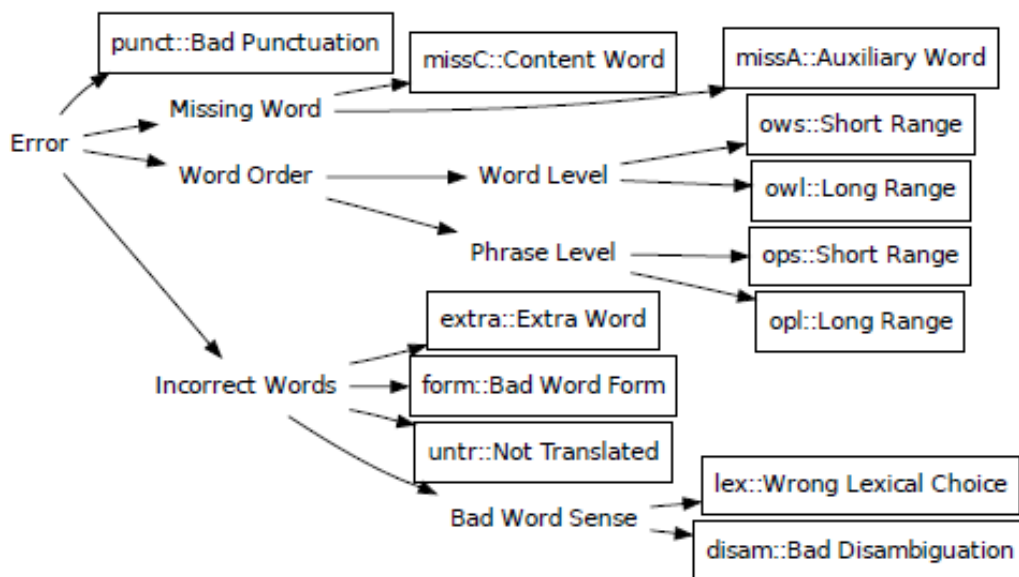 punct::Bad Punctuation
missC::Content Word
missA::Auxiliary Word
Missing Word
ows::Short Range
Error
Word Order
Word Level
owl::Long Range
Phrase Level
ops::Short Range
opl::Long Range
extra::Extra Word
Incorrect Words
form::Bad Word Form
untr::Not Translated
lex::Wrong Lexical Choice
Bad Word Sense
disam::Bad Disambiguation